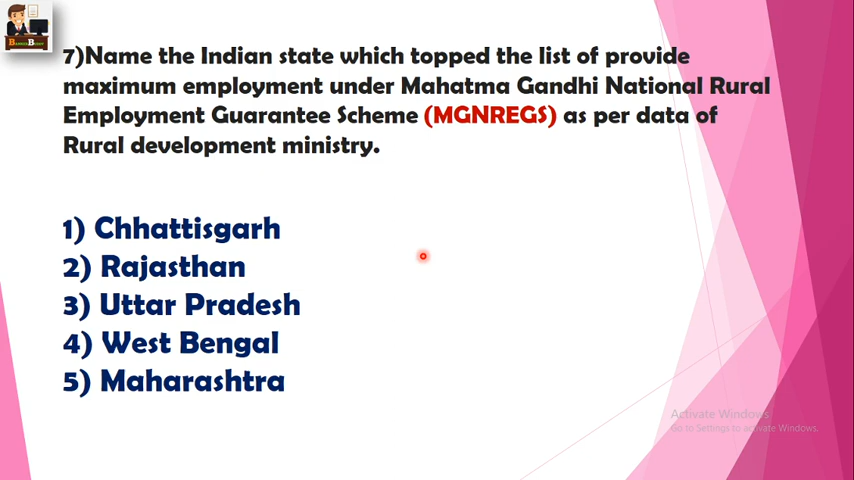 7)Name the Indian state which topped the list of provide
maximum employment under Mahatma Gandhi National Rural
Employment Guarantee Scheme (MGNREGS) as per data of
Rural development ministry.
1) Chhattisgarh
2) Rajasthan
3) Uttar Pradesh
4) West Bengal
5) Maharashtra
Activate Windows
Go to Settings to activate Windows.